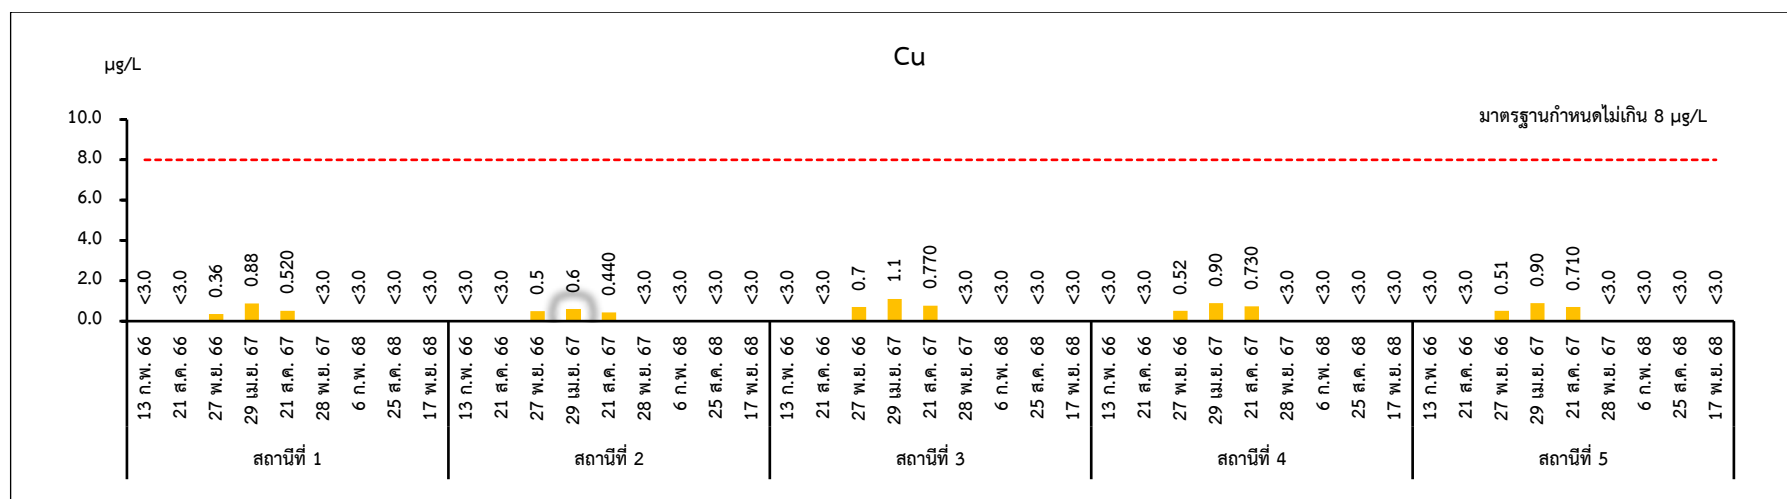 Cu
µg/L
มาตรฐานกำหนดไม่เกิน 8 µg/L
10.0
8.0
6.0
4.0
2.0
0.0
<3.0 <3.0 0.36 0.88 0.520 <3.0 <3.0 <3.0 <3.0 <3.0 <3.0 0.5 0.6 0.440 <3.0 <3.0 <3.0 <3.0 <3.0 <3.0 0.7 1.1 0.770 <3.0 <3.0 <3.0 <3.0 <3.0 <3.0 0.52 0.90 0.730 <3.0 <3.0 <3.0 <3.0 <3.0 <3.0 0.51 0.90 0.710 <3.0 <3.0 <3.0 <3.0
13 ก.พ. 66 21 ส.ค. 66 27 พ.ย. 66 29 เม.ย. 67 21 ส.ค. 67 28 พ.ย. 67 6 ก.พ. 68 25 ส.ค. 68 17 พ.ย. 68 13 ก.พ. 66 21 ส.ค. 66 27 พ.ย. 66 29 เม.ย. 67 21 ส.ค. 67 28 พ.ย. 67 6 ก.พ. 68 25 ส.ค. 68 17 พ.ย. 68 13 ก.พ. 66 21 ส.ค. 66 27 พ.ย. 66 29 เม.ย. 67 21 ส.ค. 67 28 พ.ย. 67 6 ก.พ. 68 25 ส.ค. 68 17 พ.ย. 68 13 ก.พ. 66 21 ส.ค. 66 27 พ.ย. 66 29 เม.ย. 67 21 ส.ค. 67 28 พ.ย. 67 6 ก.พ. 68 25 ส.ค. 68 17 พ.ย. 68 13 ก.พ. 66 21 ส.ค. 66 27 พ.ย. 66 29 เม.ย. 67 21 ส.ค. 67 28 พ.ย. 67 6 ก.พ. 68 25 ส.ค. 68 17 พ.ย. 68
สถานีที่ 1 สถานีที่ 2 สถานีที่ 3 สถานีที่ 4 สถานีที่ 5